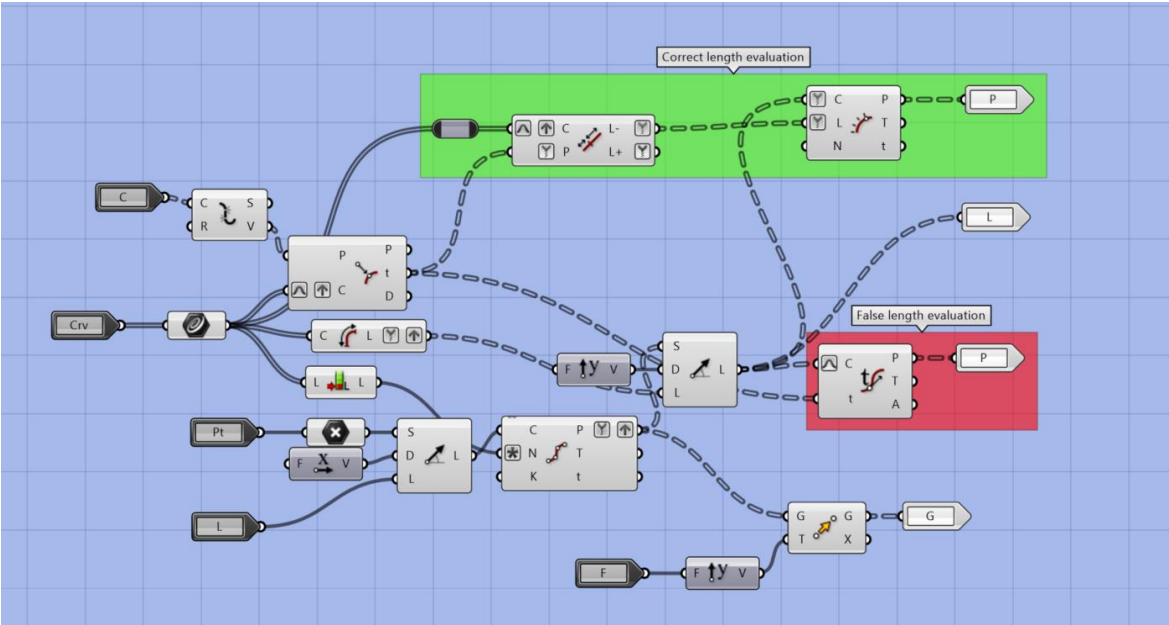 Correct length evaluation
C L- P L+
C P L T N t
P
C
C S R V
P P t C D
L
Crv
C L
False length evaluation
F y V
S D L L
C P t T A
t
P
L L
L
Pt
S D L L
F x V
C P N T K t
L
G G T X
G
F
F y V